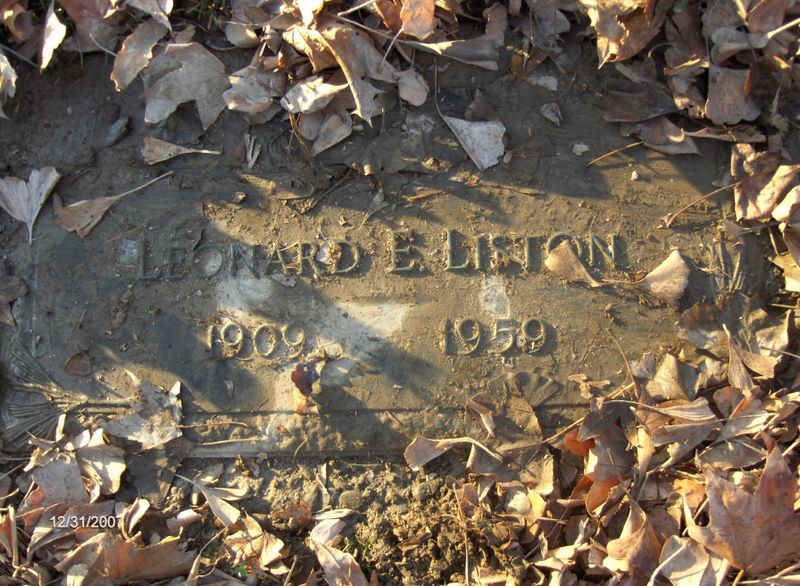 LEONARD E. LISTON
1909 1959
12/31/2007